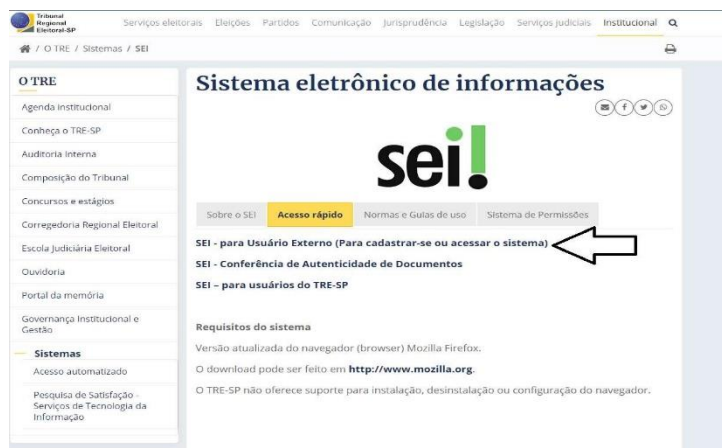 Tribunal
Regional
Eleitoral-SP
Serviços eleitorais Eleições Partidos Comunicação Jurisprudência Legislação Serviços judiciais Institucional
/ O TRE / Sistemas / SEI
O TRE
Agenda institucional
Conheça o TRE-SP
Auditoria Interna
Composição do Tribunal
Concursos e estágios
Corregedoria Regional Eleitoral
Escola Judiciária Eleitoral
Ouvidoria
Portal da memória
Governança Institucional e
Gestão
Sistemas
Acesso automatizado
Pesquisa de Satisfação -
Serviços de Tecnologia da
Informação
Sistema eletrônico de informações
sei!
Sobre o SEI Acesso rápido Normas e Guias de uso Sistema de Permissões
SEI - para Usuário Externo (Para cadastrar-se ou acessar o sistema)
SEI - Conferência de Autenticidade de Documentos
SEI – para usuários do TRE-SP
Requisitos do sistema
Versão atualizada do navegador (browser) Mozilla Firefox.
O download pode ser feito em http://www.mozilla.org.
O TRE-SP não oferece suporte para instalação, desinstalação ou configuração do navegador.